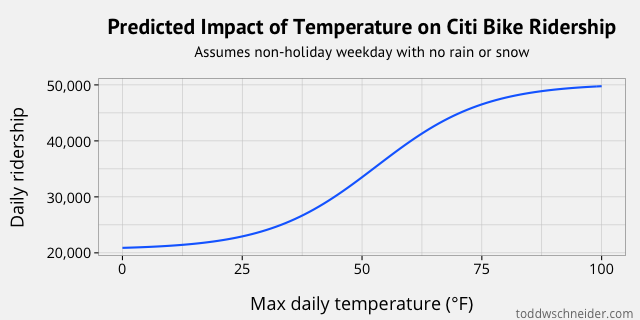 Predicted Impact of Temperature on Citi Bike Ridership
Assumes non-holiday weekday with no rain or snow
Daily ridership
50,000
40,000
30,000
20,000
0 25 50 75 100
Max daily temperature (°F)
toddwschneider.com